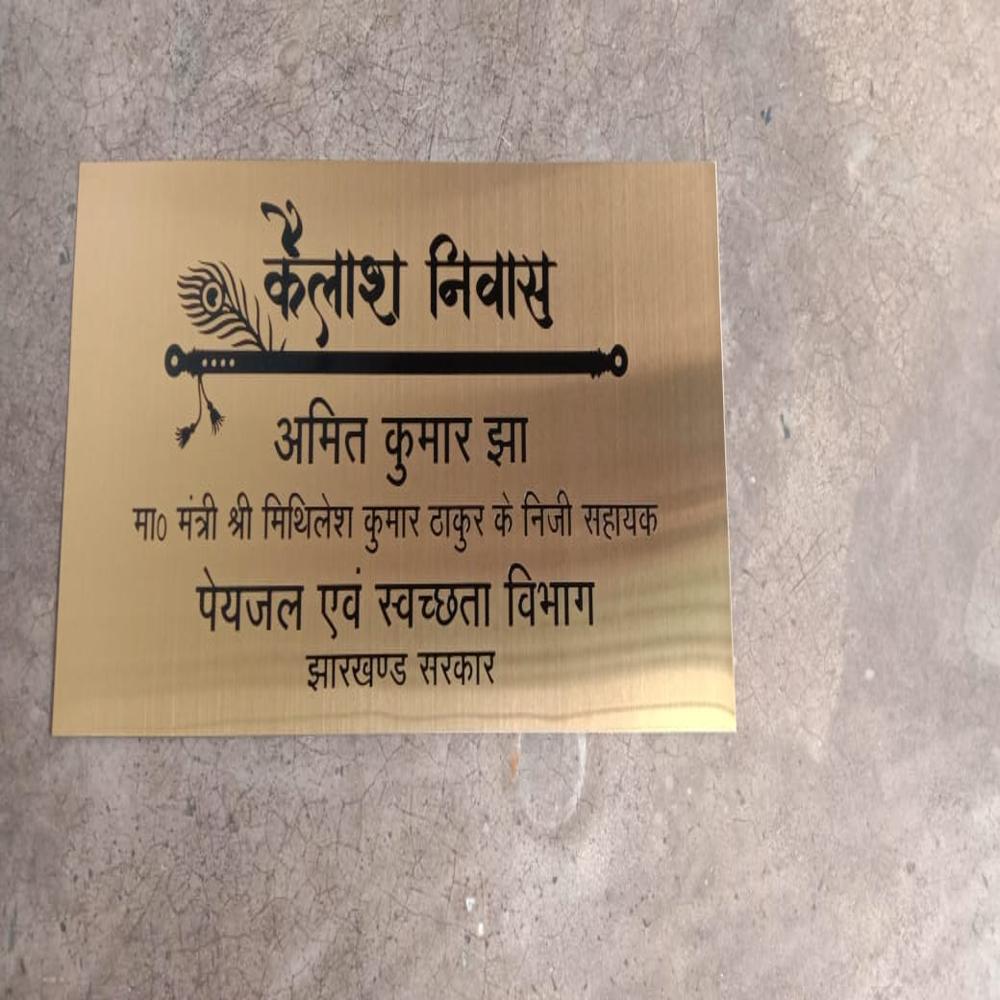 कैलाश निवास
अमित कुमार झा
मा० मंत्री श्री मिथिलेश कुमार ठाकुर के निजी सहायक
पेयजल एवं स्वच्छता विभाग
झारखण्ड सरकार